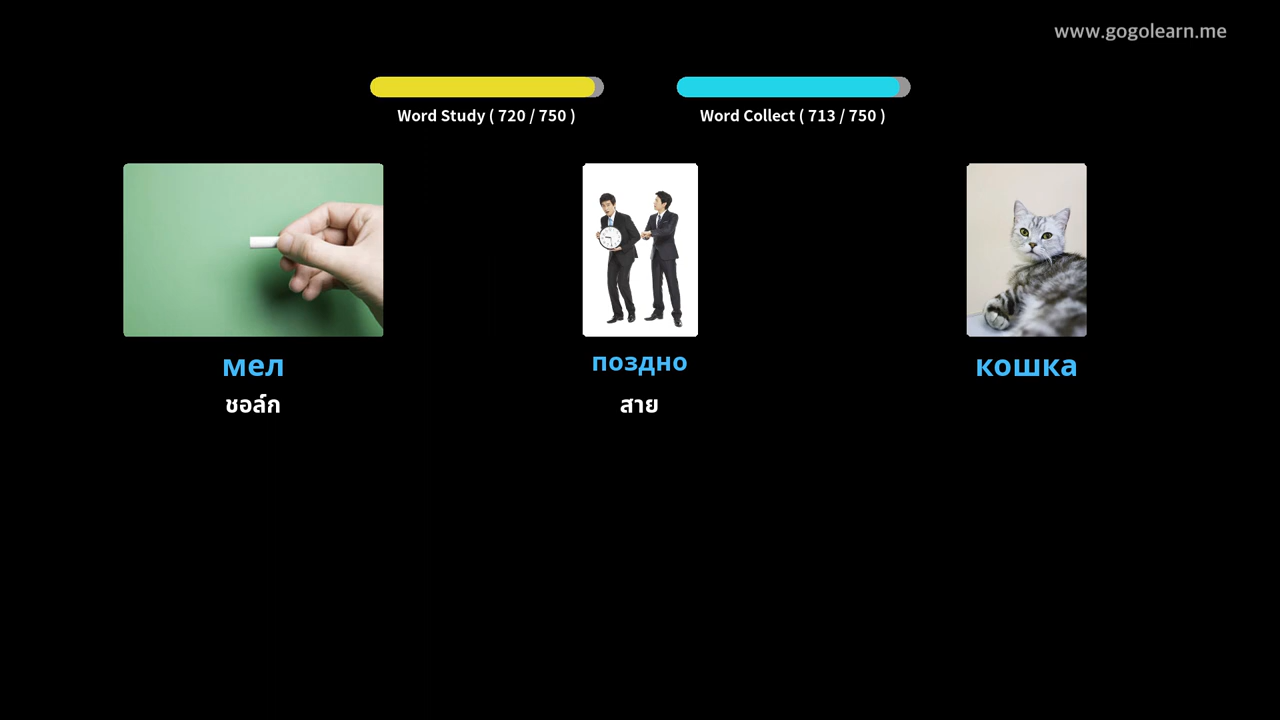 www.gogolearn.me
Word Study ( 720 / 750 )
Word Collect ( 713 / 750 )
мел
поздно
кошка
ชอล์ก
สาย